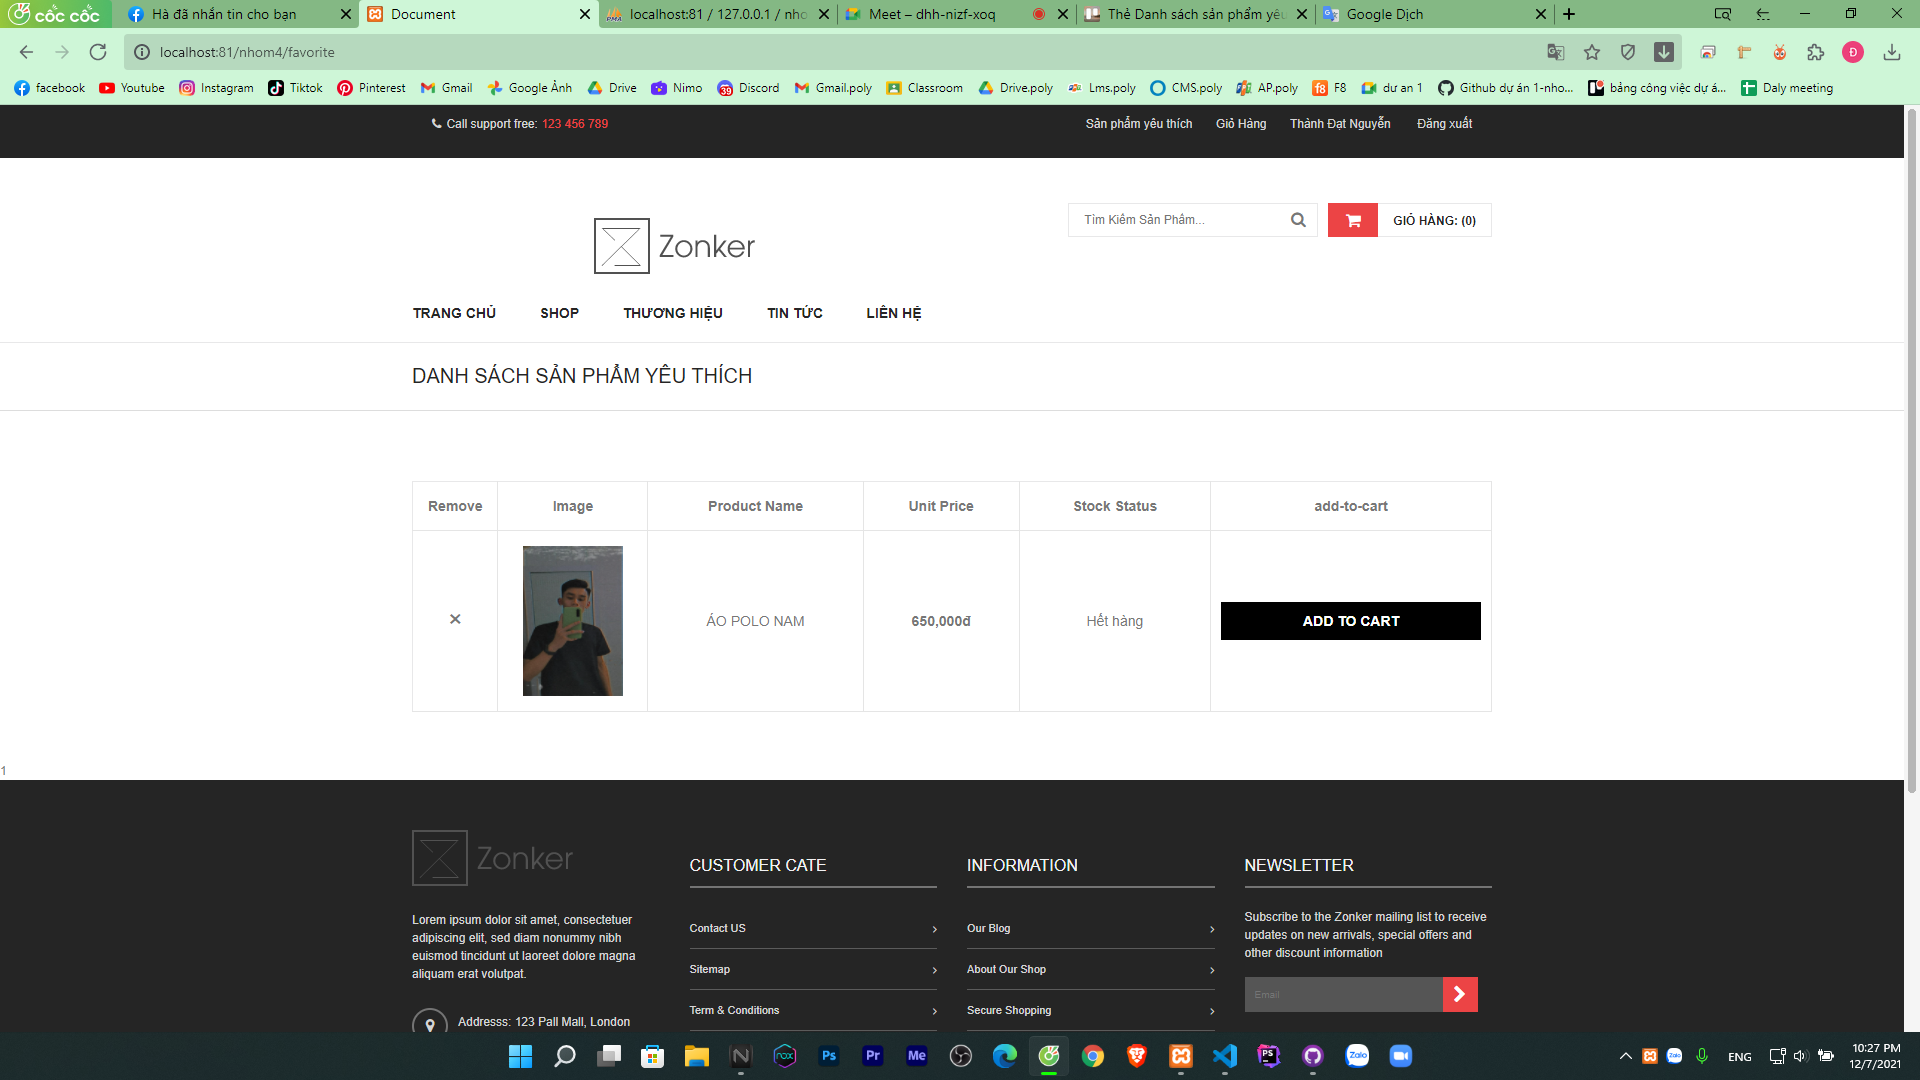 cốc cốc
Hà đã nhắn tin cho bạn
Document
localhost:81 / 127.0.0.1 / nho
Meet – dhh-nizf-xoq
Thẻ Danh sách sản phẩm yêu
Google Dịch
localhost:81/nhom4/favorite
Đ
facebook
Youtube
Instagram
Tiktok
Pinterest
Gmail
Google Ảnh
Drive
Nimo
39
Discord
Gmail.poly
Classroom
Drive.poly
Lms.poly
CMS.poly
AP.poly
F8
dư an 1
Github dự án 1-nho...
bảng công việc dự á...
Daly meeting
Call support free: 123 456 789
Sản phẩm yêu thích
Giỏ Hàng
Thành Đạt Nguyễn
Đăng xuất
Zonker
Tìm Kiếm Sản Phẩm...
GIỎ HÀNG: (0)
TRANG CHỦ
SHOP
THƯƠNG HIỆU
TIN TỨC
LIÊN HỆ
DANH SÁCH SẢN PHẨM YÊU THÍCH
Remove
Image
Product Name
Unit Price
Stock Status
add-to-cart
ÁO POLO NAM
650,000đ
Hết hàng
ADD TO CART
1
Zonker
Lorem ipsum dolor sit amet, consectetuer
adipiscing elit, sed diam nonummy nibh
euismod tincidunt ut laoreet dolore magna
aliquam erat volutpat.
Addresss: 123 Pall Mall, London
CUSTOMER CATE
Contact US
Sitemap
Term & Conditions
INFORMATION
Our Blog
About Our Shop
Secure Shopping
NEWSLETTER
Subscribe to the Zonker mailing list to receive
updates on new arrivals, special offers and
other discount information
Email
nox
Ps
Pr
Me
PS
Zalo
ENG
10:27 PM
12/7/2021